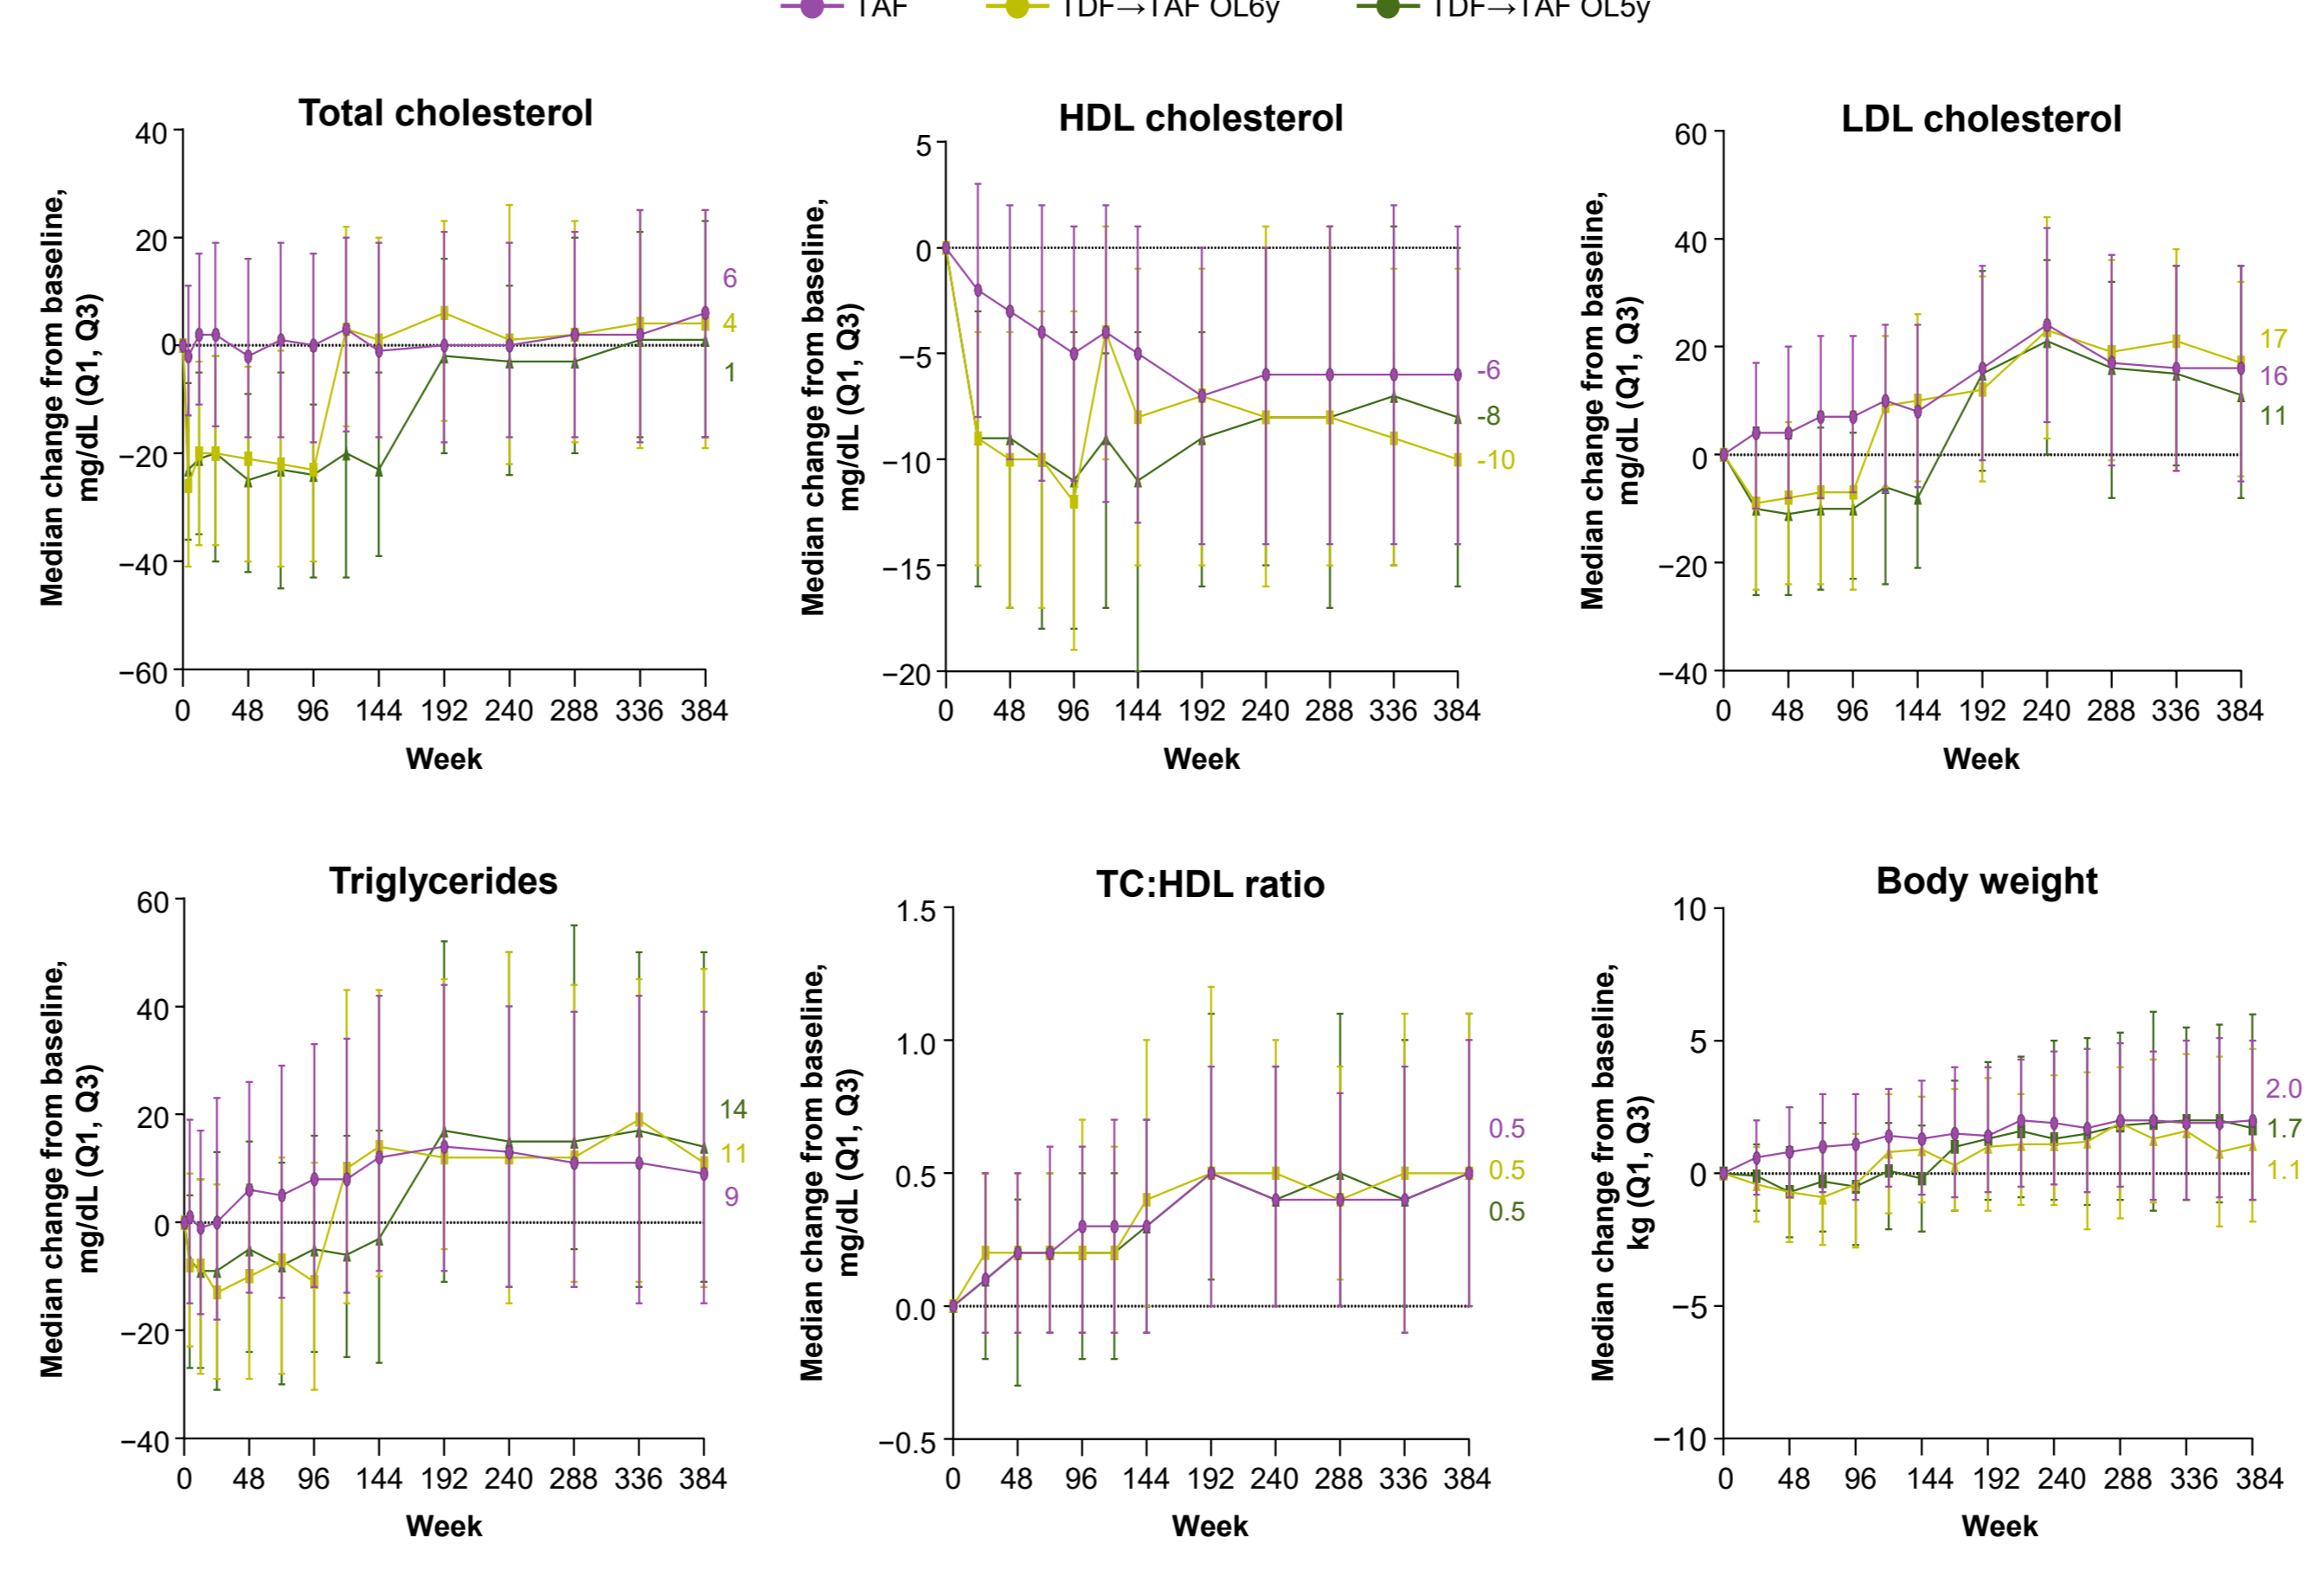 TAF TDF→TAF OL6y TDF→TAF OL5y
Total cholesterol
Median change from baseline,
mg/dL (Q1, Q3)
40
20
0
−20
−40
−60
6
4
1
0 48 96 144 192 240 288 336 384
Week
HDL cholesterol
Median change from baseline,
mg/dL (Q1, Q3)
5
0
−5
−10
−15
−20
-6
-8
-10
0 48 96 144 192 240 288 336 384
Week
LDL cholesterol
Median change from baseline,
mg/dL (Q1, Q3)
60
40
20
0
−20
−40
17
16
11
0 48 96 144 192 240 288 336 384
Week
Triglycerides
Median change from baseline,
mg/dL (Q1, Q3)
60
40
20
0
−20
−40
14
11
9
0 48 96 144 192 240 288 336 384
Week
TC:HDL ratio
Median change from baseline,
mg/dL (Q1, Q3)
1.5
1.0
0.5
0.0
−0.5
0.5
0.5
0.5
0 48 96 144 192 240 288 336 384
Week
Body weight
Median change from baseline,
kg (Q1, Q3)
10
5
0
−5
−10
2.0
1.7
1.1
0 48 96 144 192 240 288 336 384
Week